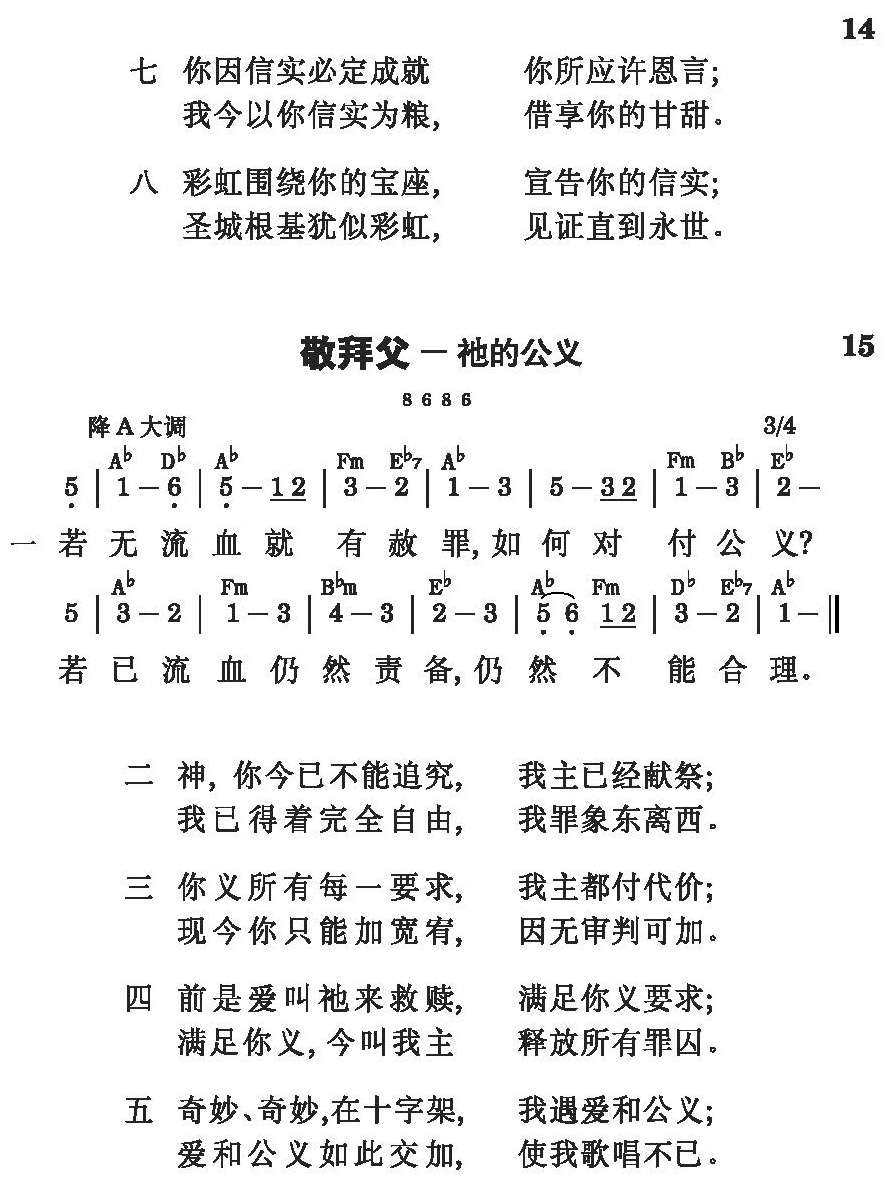 14
七 你因信实必定成就 你所应许恩言;
我今以你信实为粮, 借享你的甘甜。
八 彩虹围绕你的宝座, 宣告你的信实;
圣城根基犹似彩虹, 见证直到永世。
敬拜父 — 祂的公义 15
8 6 8 6
降 A 大调 3/4
A♭ D♭ A♭ Fm E♭7 A♭ Fm B♭ E♭
5̣ | 1 – 6̣ | 5̣ – 1 2 | 3 – 2 | 1 – 3 | 5 – 3 2 | 1 – 3 | 2 –
一 若 无 流 血 就 有 赦 罪, 如 何 对 付 公 义?
A♭ Fm B♭m E♭ A♭ Fm D♭ E♭7 A♭
5 | 3 – 2 | 1 – 3 | 4 – 3 | 2 – 3 | 5̣ 6̣ 1 2 | 3 – 2 | 1 – ‖
若 已 流 血 仍 然 责 备, 仍 然 不 能 合 理。
二 神, 你今已不能追究, 我主已经献祭;
我已得着完全自由, 我罪象东离西。
三 你义所有每一要求, 我主都付代价;
现今你只能加宽宥, 因无审判可加。
四 前是爱叫祂来救赎, 满足你义要求;
满足你义, 今叫我主 释放所有罪囚。
五 奇妙、奇妙,在十字架, 我遇爱和公义;
爱和公义如此交加, 使我歌唱不已。